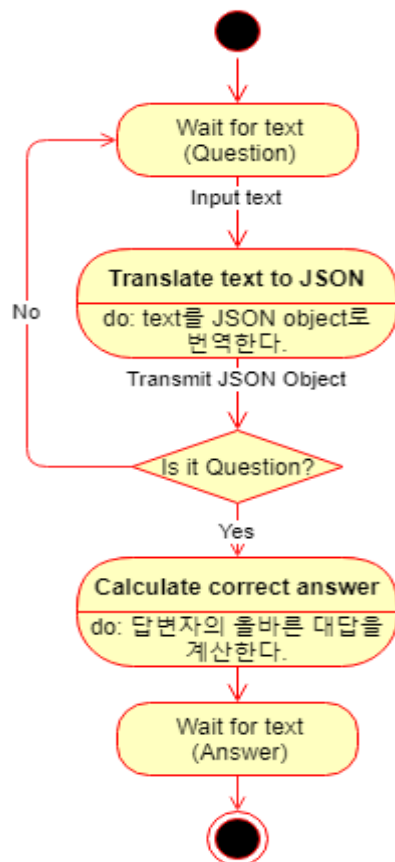 Wait for text
(Question)
Input text
Translate text to JSON
do: text를 JSON object로
번역한다.
Transmit JSON Object
No
Is it Question?
Yes
Calculate correct answer
do: 답변자의 올바른 대답을
계산한다.
Wait for text
(Answer)